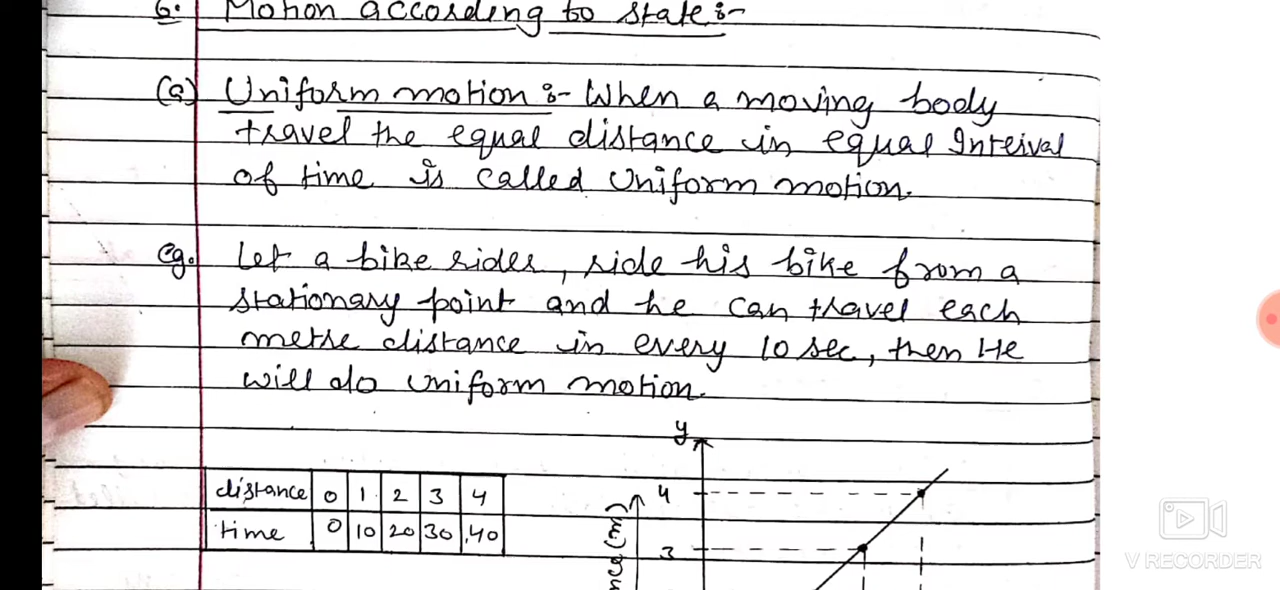 6. Motion according to state :-
(a) Uniform motion :- When a moving body
travel the equal distance in equal Interval
of time is called Uniform motion.
eg. Let a bike rider, ride his bike from a
stationary point and he can travel each
metre distance in every 10 sec, then He
will do uniform motion.
distance 0 1 2 3 4
time 0 10 20 30 40
y
4
3
nce (m)
V RECORDER